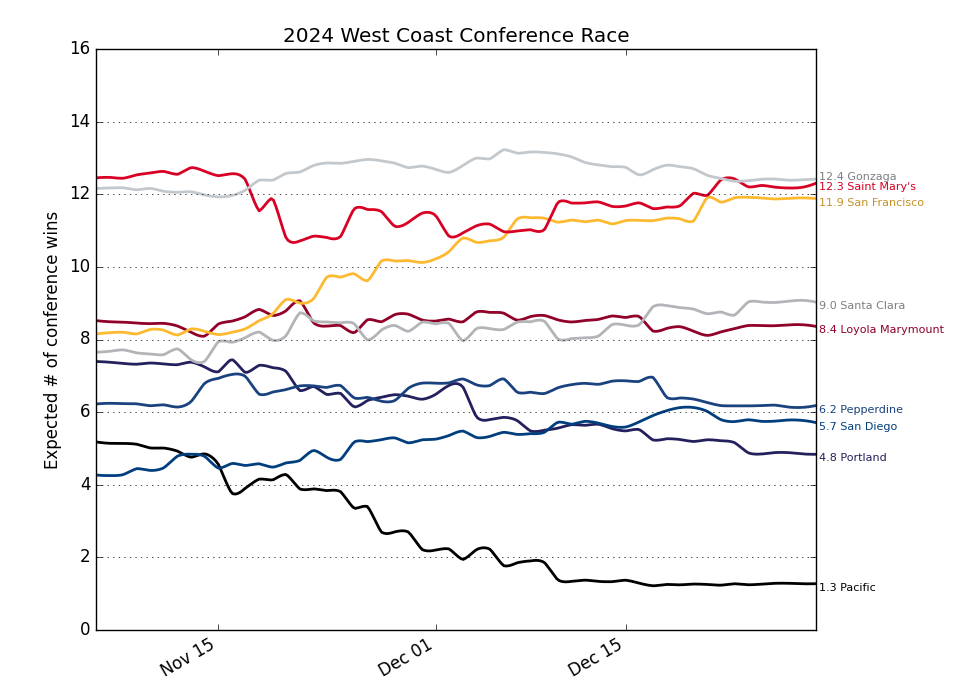 2024 West Coast Conference Race
Expected # of conference wins
16
14
12
10
8
6
4
2
0
Nov 15
Dec 01
Dec 15
12.4 Gonzaga
12.3 Saint Mary's
11.9 San Francisco
9.0 Santa Clara
8.4 Loyola Marymount
6.2 Pepperdine
5.7 San Diego
4.8 Portland
1.3 Pacific